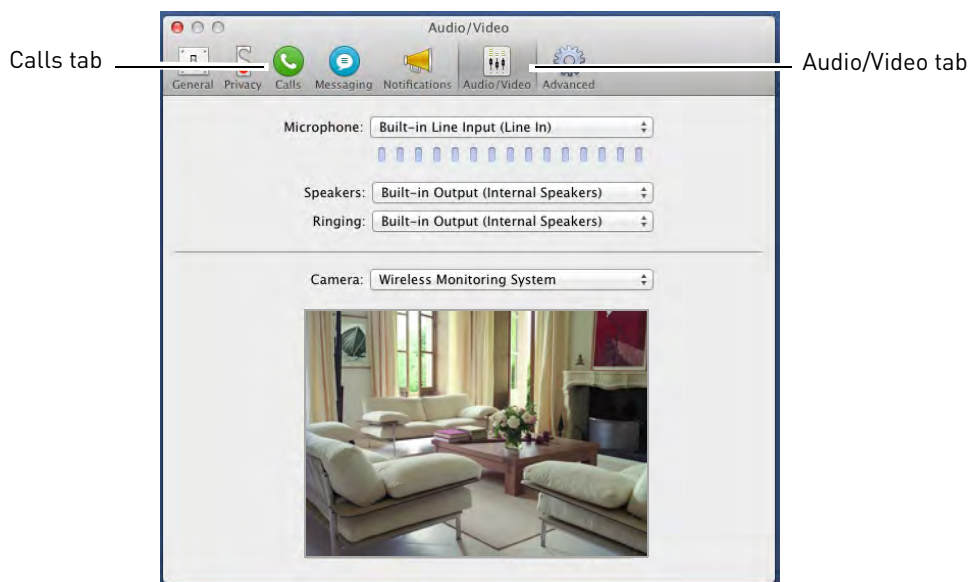 Audio/Video
Calls tab
Audio/Video tab
General Privacy Calls Messaging Notifications Audio/Video Advanced
Microphone: Built-in Line Input (Line In)
Speakers: Built-in Output (Internal Speakers)
Ringing: Built-in Output (Internal Speakers)
Camera: Wireless Monitoring System